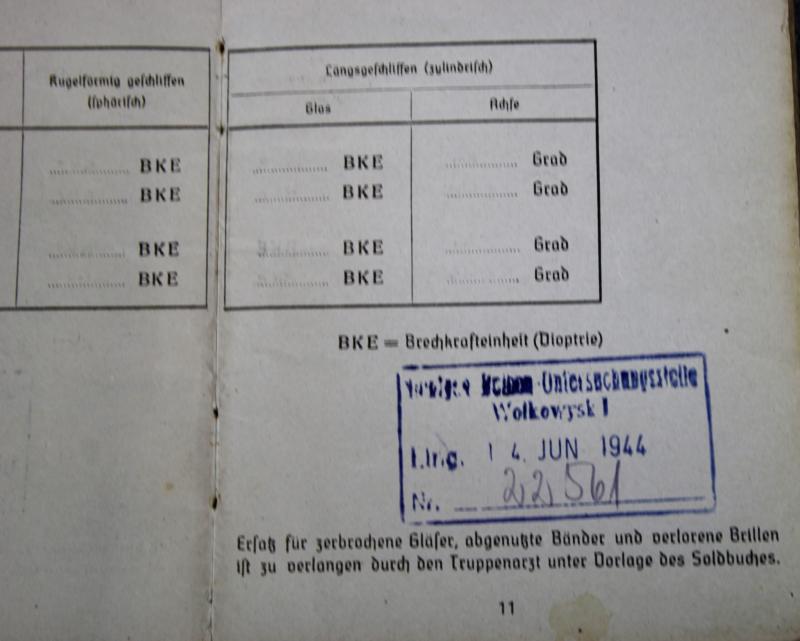 Kugelförmig geschliffen
(sphärisch)
Längsgeschliffen (zylindrisch)
Glas Achse
.................... BKE .................... BKE .................... Grad
.................... BKE .................... BKE .................... Grad
.................... BKE .................... BKE .................... Grad
.................... BKE .................... BKE .................... Grad
BKE = Brechkrafteinheit (Dioptrie)
Untersuchungsstelle
Wolkowysk I
14. JUN 1944
Nr. 22561
Ersatz für zerbrochene Gläser, abgenutzte Bänder und verlorene Brillen
ist zu verlangen durch den Truppenarzt unter Vorlage des Soldbuches.
11